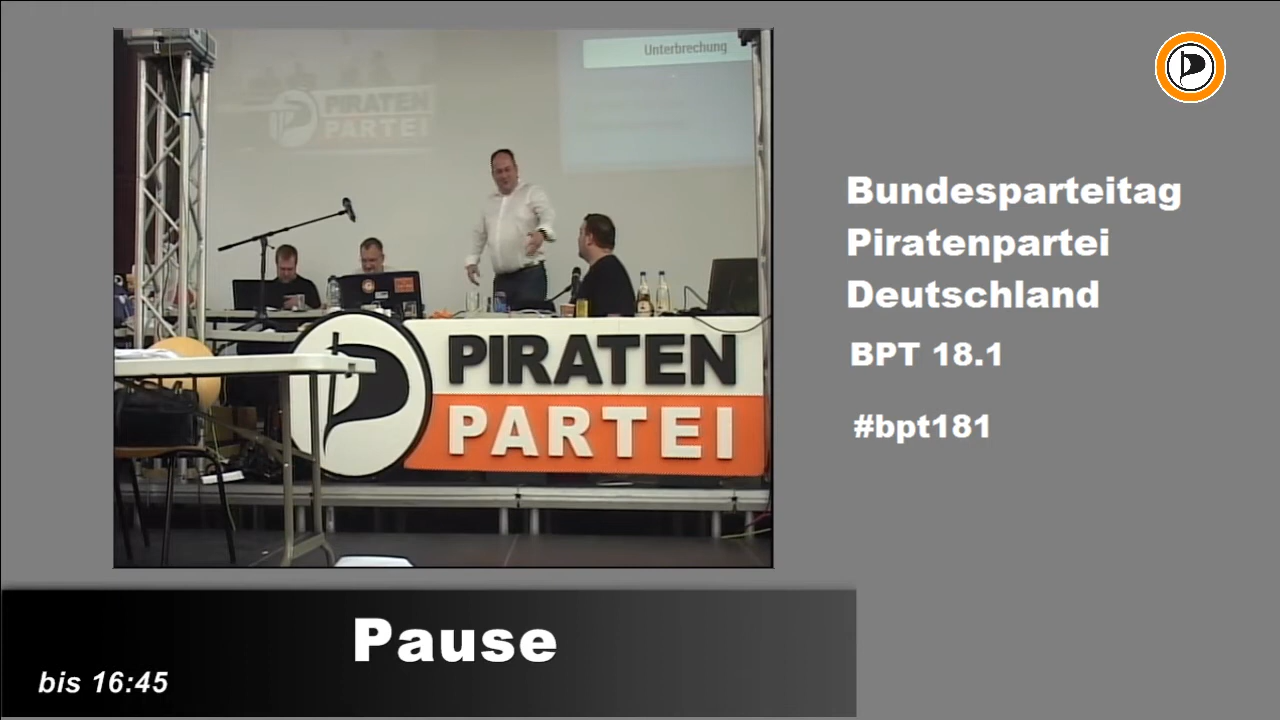 Unterbrechung
PIRATEN
PARTEI
PIRATEN
PARTEI
Bundesparteitag
Piratenpartei
Deutschland
BPT 18.1
#bpt181
Pause
bis 16:45